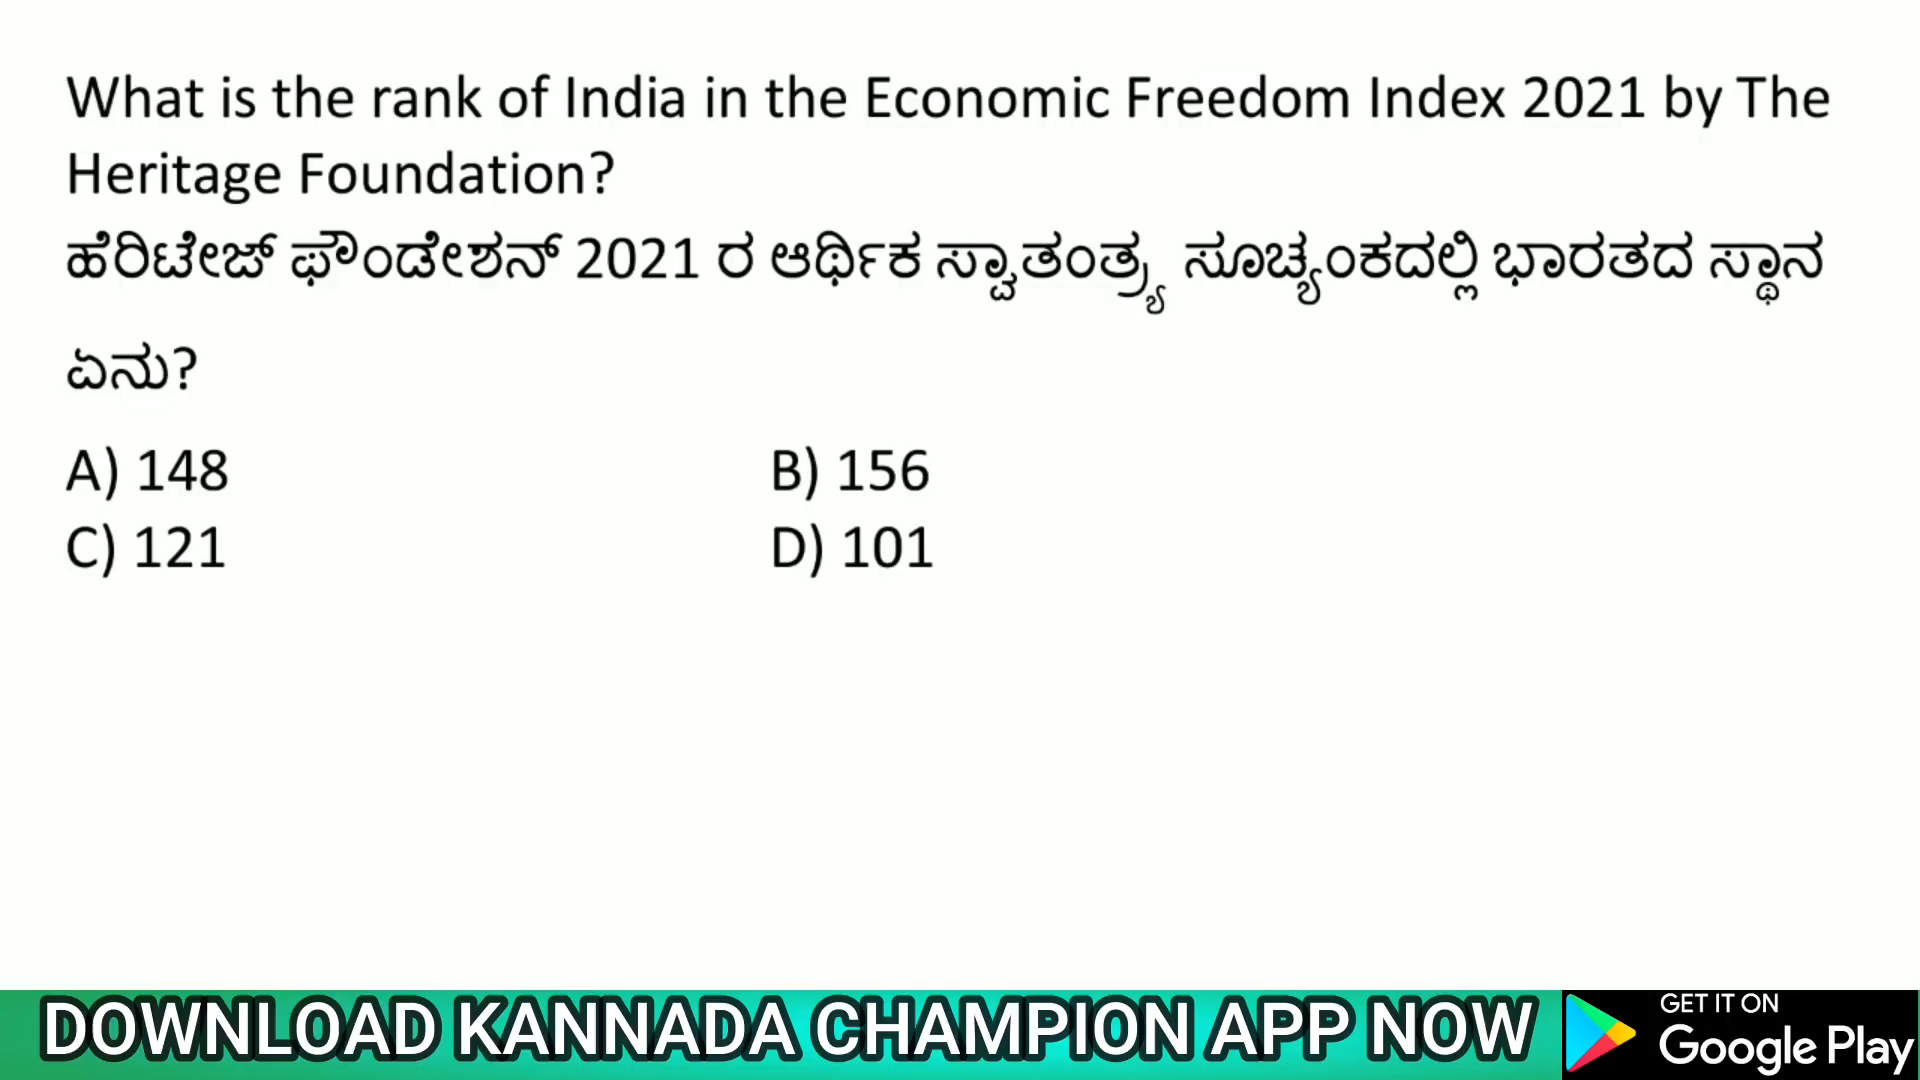 What is the rank of India in the Economic Freedom Index 2021 by The
Heritage Foundation?
ಹೆರಿಟೇಜ್ ಫೌಂಡೇಶನ್ 2021 ರ ಆರ್ಥಿಕ ಸ್ವಾತಂತ್ರ್ಯ ಸೂಚ್ಯಂಕದಲ್ಲಿ ಭಾರತದ ಸ್ಥಾನ
ಏನು?
A) 148 B) 156
C) 121 D) 101
DOWNLOAD KANNADA CHAMPION APP NOW
GET IT ON
Google Play